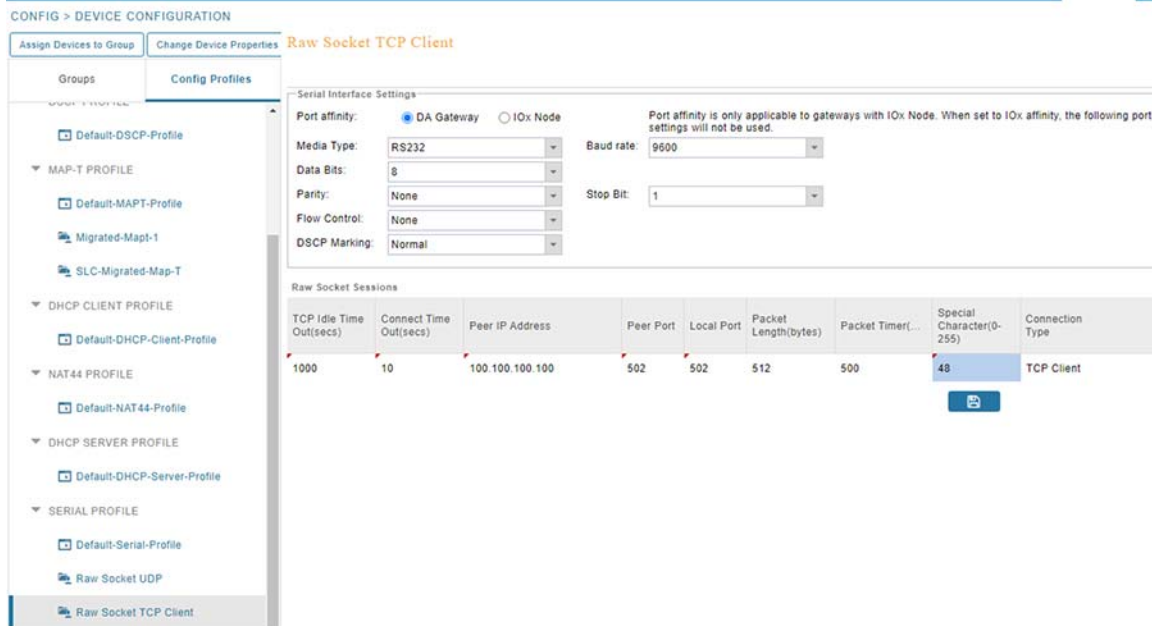 CONFIG > DEVICE CONFIGURATION
Assign Devices to Group
Change Device Properties
Groups
Config Profiles
DSCP PROFILE
Default-DSCP-Profile
MAP-T PROFILE
Default-MAPT-Profile
Migrated-Mapt-1
SLC-Migrated-Map-T
DHCP CLIENT PROFILE
Default-DHCP-Client-Profile
NAT44 PROFILE
Default-NAT44-Profile
DHCP SERVER PROFILE
Default-DHCP-Server-Profile
SERIAL PROFILE
Default-Serial-Profile
Raw Socket UDP
Raw Socket TCP Client
Raw Socket TCP Client
Serial Interface Settings
Port affinity: DA Gateway IOx Node
Port affinity is only applicable to gateways with IOx Node. When set to IOx affinity, the following port
settings will not be used.
Media Type: RS232 Baud rate: 9600
Data Bits: 8
Parity: None Stop Bit: 1
Flow Control: None
DSCP Marking: Normal
Raw Socket Sessions
TCP Idle Time Out(secs) Connect Time Out(secs) Peer IP Address Peer Port Local Port Packet Length(bytes) Packet Timer(... Special Character(0-255) Connection Type
1000 10 100.100.100.100 502 502 512 500 48 TCP Client